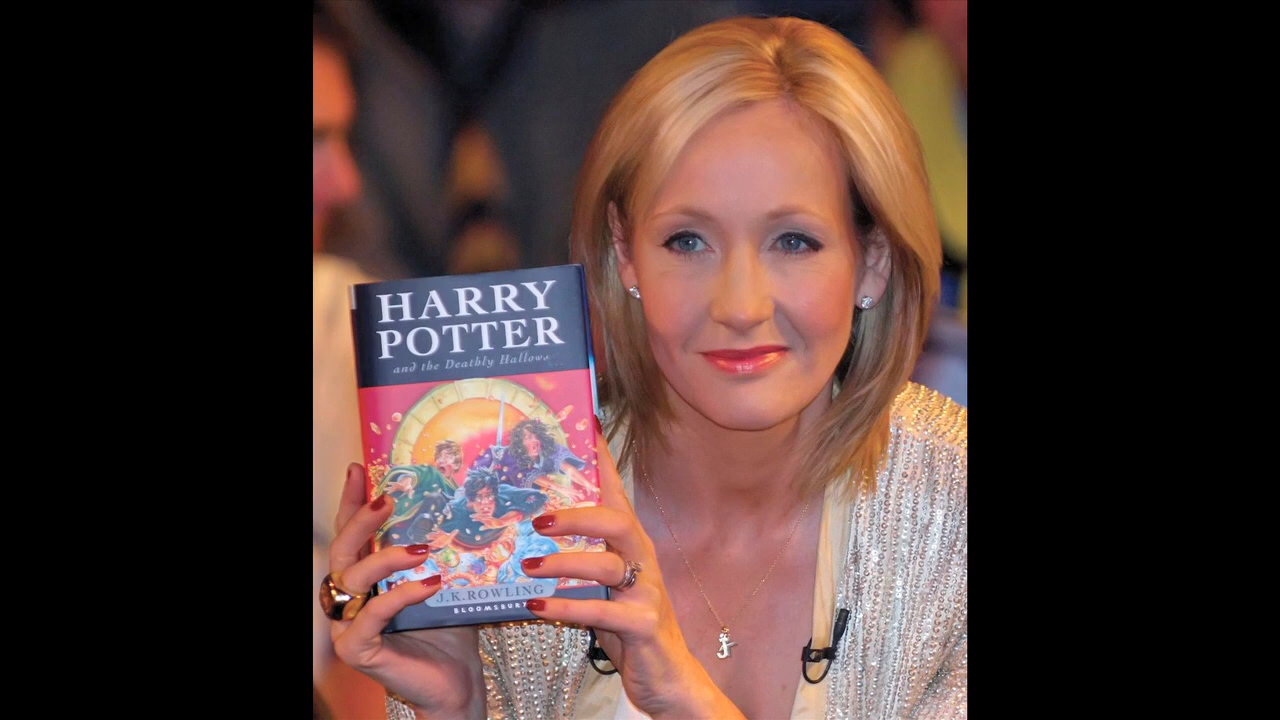 HARRY
POTTER
and the Deathly Hallows
J.K.ROWLING
BLOOMSBURY